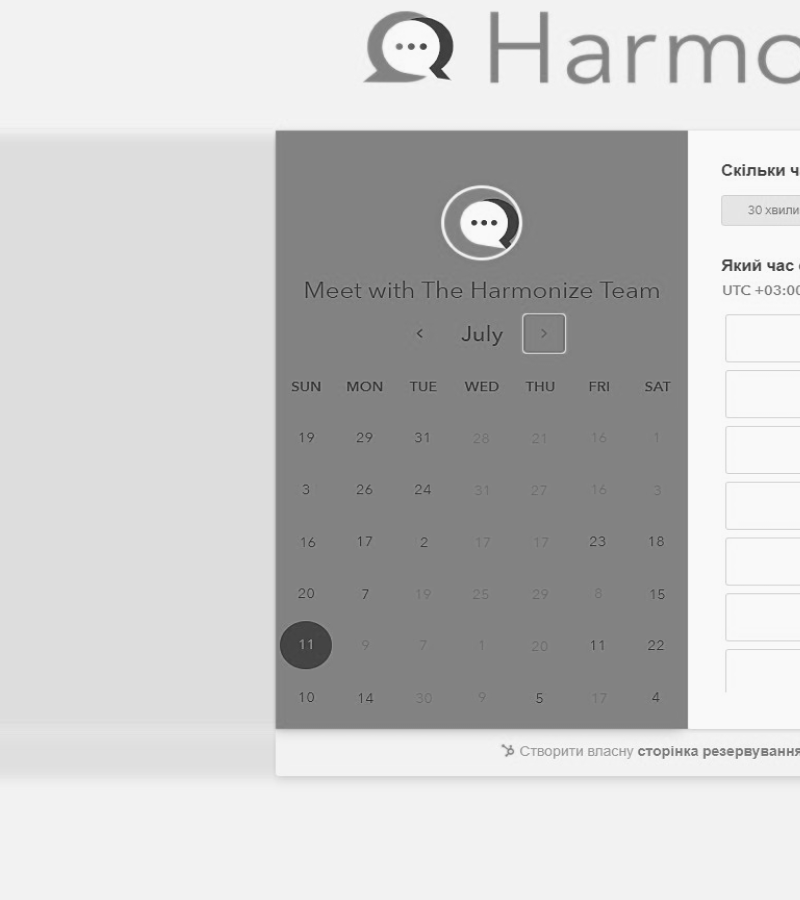 Harmo
Meet with The Harmonize Team
July
SUN MON TUE WED THU FRI SAT
19 29 31 28 21 16 1
3 26 24 31 27 16 3
16 17 2 17 17 23 18
20 7 19 25 29 8 15
11 9 7 1 20 11 22
10 14 30 9 5 17 4
Скільки ч
30 хвили
Який час
UTC +03:00
Створити власну сторінка резервування